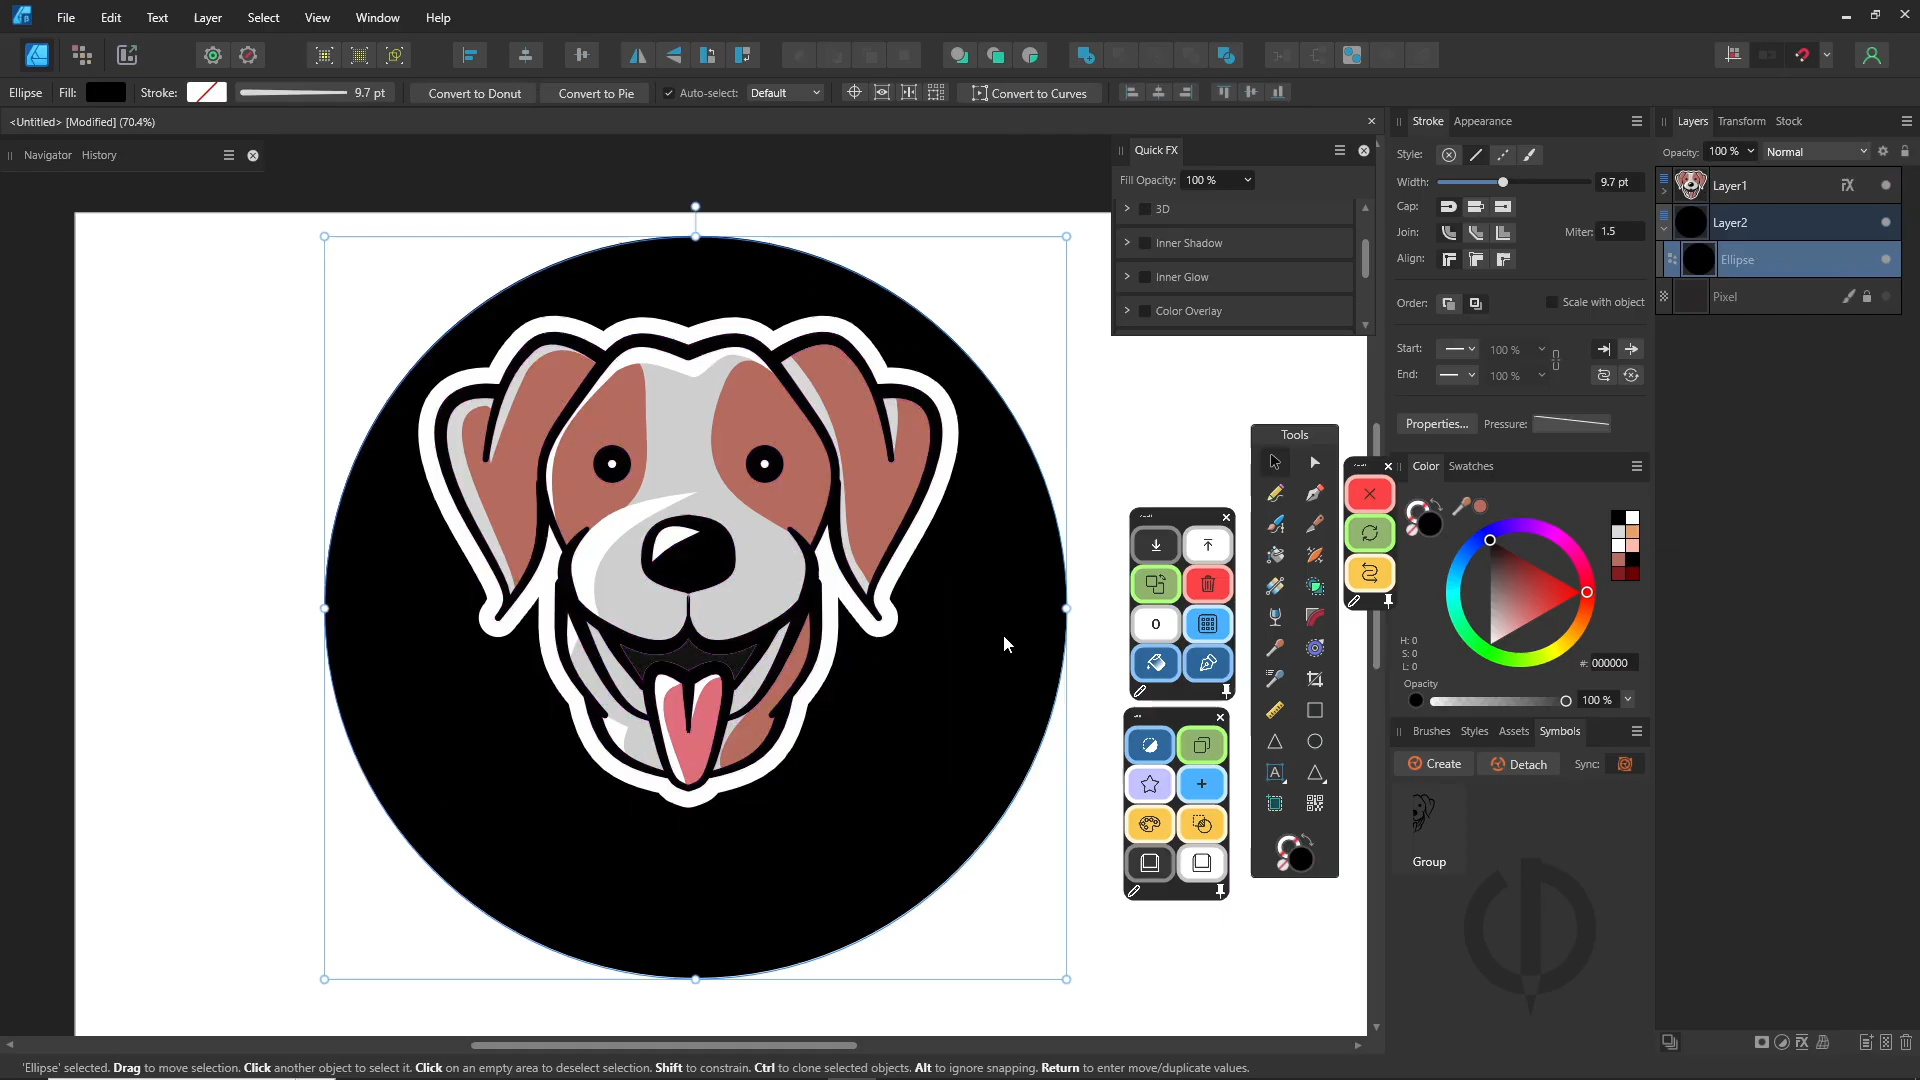 File Edit Text Layer Select View Window Help
Ellipse Fill: Stroke: 9.7 pt Convert to Donut Convert to Pie Auto-select: Default Convert to Curves
<Untitled> [Modified] (70.4%)
Navigator History
Quick FX
Fill Opacity: 100 %
3D
Inner Shadow
Inner Glow
Color Overlay
Tools
Stroke Appearance
Style:
Width: 9.7 pt
Cap:
Join: Miter: 1.5
Align:
Order: Scale with object
Start: 100 %
End: 100 %
Properties... Pressure:
Color Swatches
H: 0
S: 0
L: 0
#: 000000
Opacity
100 %
Brushes Styles Assets Symbols
Create Detach Sync:
Group
Layers Transform Stock
Opacity: 100 % Normal
Layer1
Layer2
Ellipse
Pixel
0
A
'Ellipse' selected. Drag to move selection. Click another object to select it. Click on an empty area to deselect selection. Shift to constrain. Ctrl to clone selected objects. Alt to ignore snapping. Return to enter move/duplicate values.